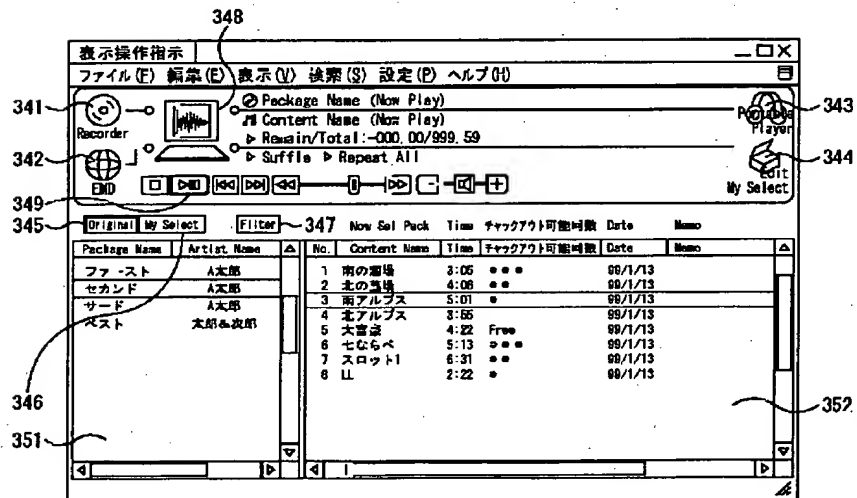 348
表示操作指示
ファイル(F) 編集(E) 表示(V) 検索(S) 設定(P) ヘルプ(H)
341
Recorder
Package Name (Now Play)
Content Name (Now Play)
Remain/Total:-000,00/999.59
Suffle Repeat All
343
Portable Player
342
EMD
344
Edit
My Select
349
345
Original My Select Filter 347 Now Sel Pack Time チャックアウト可能回数 Date Memo
Package Name Artist Name
ファ-スト A太郎
セカンド A太郎
サード A太郎
ベスト 太郎&次郎
No. Content Name Time チャックアウト可能回数 Date Memo
1 南の酒場 3:05 ●●● 99/1/13
2 北の 4:06 ●● 99/1/13
3 南アルプス 5:01 ● 99/1/13
4 北アルプス 3:55 99/1/13
5 4:22 Free 99/1/13
6 七ならべ 5:13 ●●● 99/1/13
7 スロット1 6:31 ●● 99/1/13
8 LL 2:22 ● 99/1/13
346
351
352